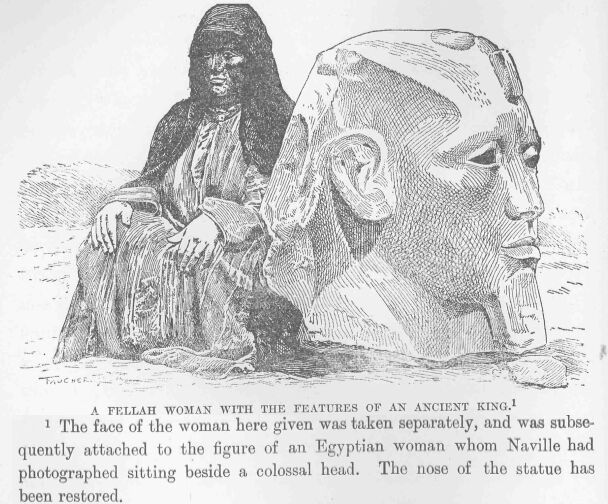 FAUCHER.
A FELLAH WOMAN WITH THE FEATURES OF AN ANCIENT KING.¹
¹ The face of the woman here given was taken separately, and was subse-
quently attached to the figure of an Egyptian woman whom Naville had
photographed sitting beside a colossal head. The nose of the statue has
been restored.